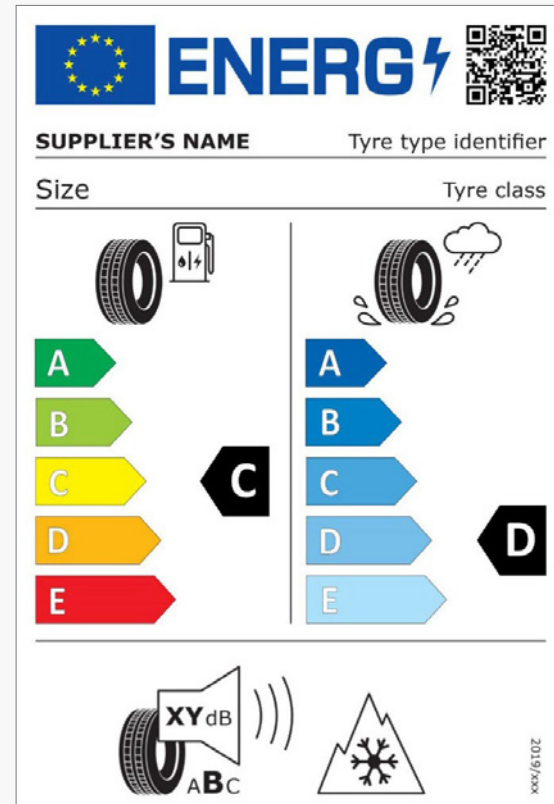 ENERG
SUPPLIER'S NAME Tyre type identifier
Size Tyre class
A
B
C
D
E
C
A
B
C
D
E
D
XY dB
ABC
2019/xxx